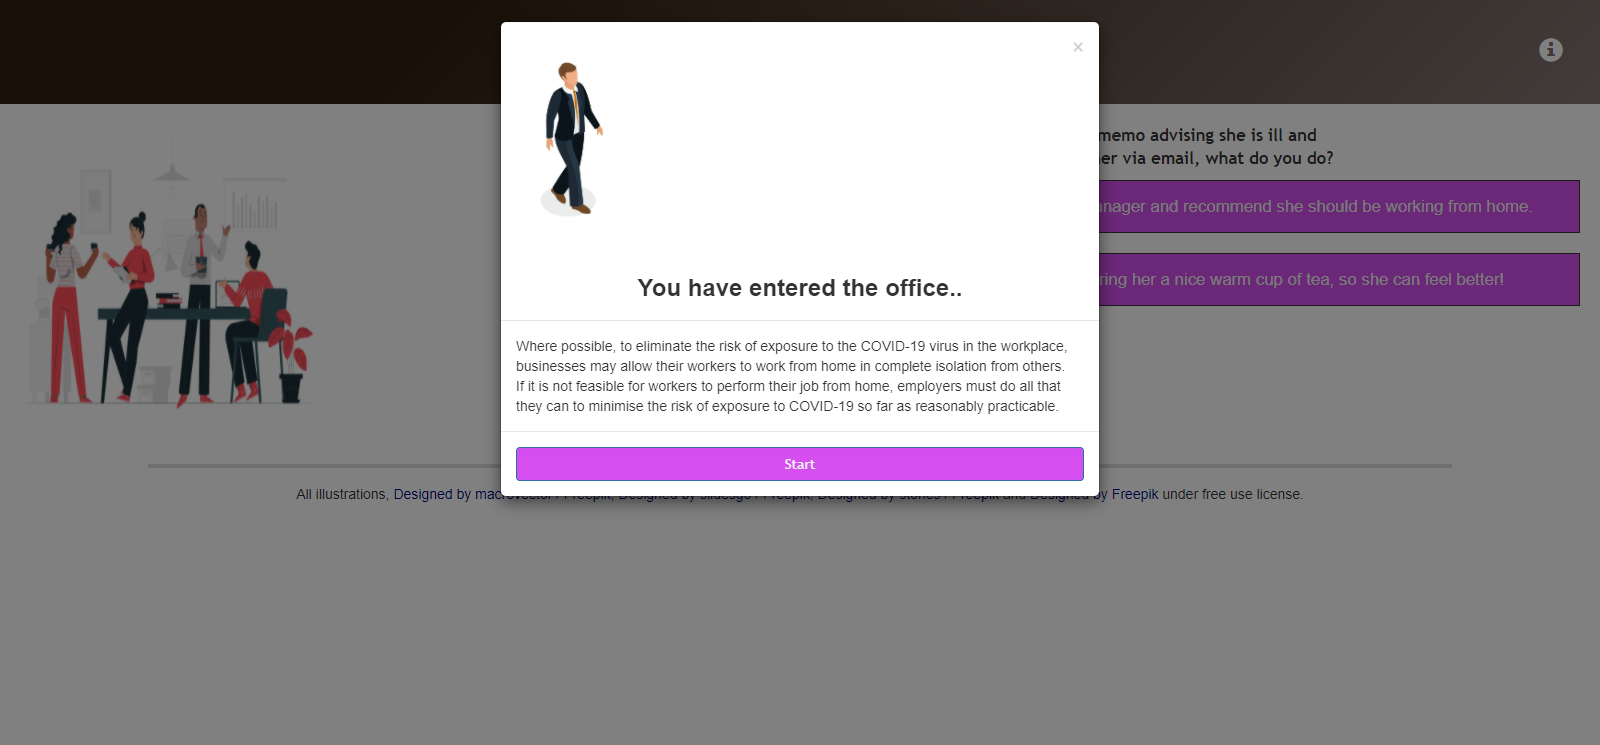 ×
memo advising she is ill and
er via email, what do you do?
anager and recommend she should be working from home.
ring her a nice warm cup of tea, so she can feel better!
You have entered the office..
Where possible, to eliminate the risk of exposure to the COVID-19 virus in the workplace,
businesses may allow their workers to work from home in complete isolation from others.
If it is not feasible for workers to perform their job from home, employers must do all that
they can to minimise the risk of exposure to COVID-19 so far as reasonably practicable.
Start
All illustrations, Designed by macrovector / Freepik, Designed by slidesgo / Freepik, Designed by stories / Freepik and Designed by Freepik under free use license.